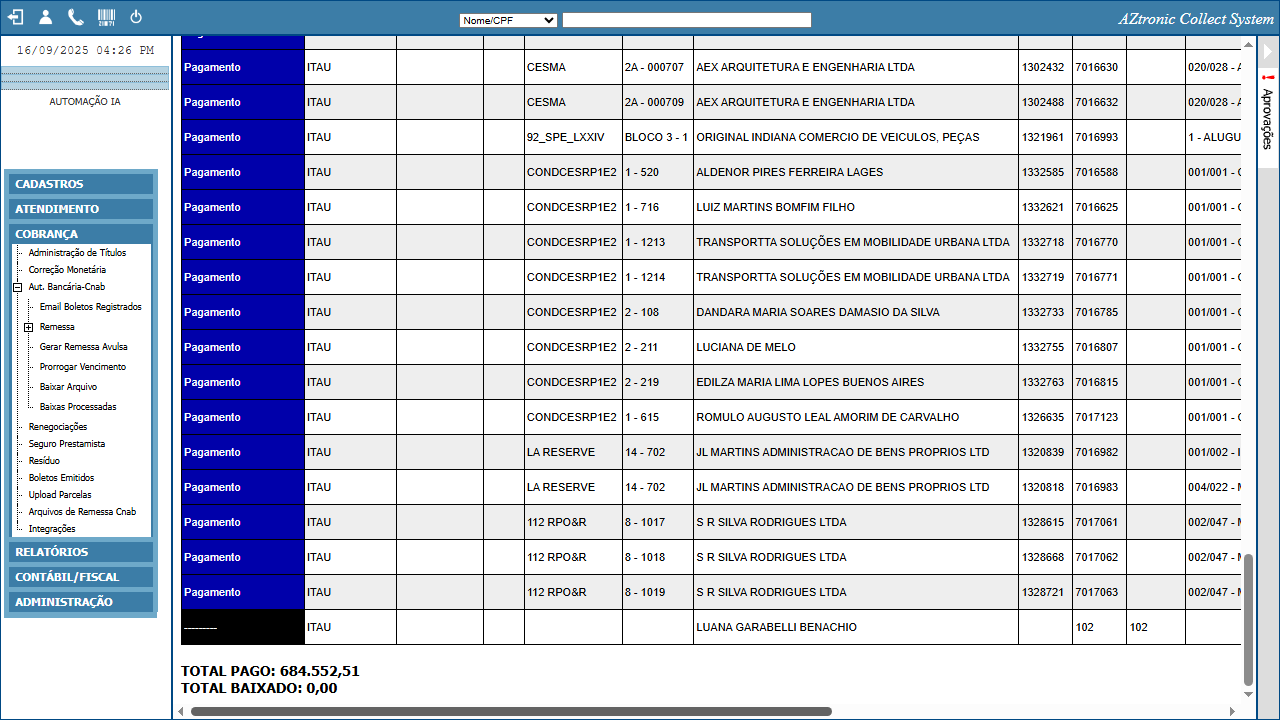 Nome/CPF
AZtronic Collect System
16/09/2025 04:26 PM
AUTOMAÇÃO IA
CADASTROS
ATENDIMENTO
COBRANÇA
Administração de Títulos
Correção Monetária
Aut. Bancária-Cnab
Email Boletos Registrados
Remessa
Gerar Remessa Avulsa
Prorrogar Vencimento
Baixar Arquivo
Baixas Processadas
Renegociações
Seguro Prestamista
Resíduo
Boletos Emitidos
Upload Parcelas
Arquivos de Remessa Cnab
Integrações
RELATÓRIOS
CONTÁBIL/FISCAL
ADMINISTRAÇÃO
Pagamento ITAU CESMA 2A - 000707 AEX ARQUITETURA E ENGENHARIA LTDA 1302432 7016630 020/028 - A
Pagamento ITAU CESMA 2A - 000709 AEX ARQUITETURA E ENGENHARIA LTDA 1302488 7016632 020/028 - A
Pagamento ITAU 92_SPE_LXXIV BLOCO 3 - 1 ORIGINAL INDIANA COMERCIO DE VEICULOS, PEÇAS 1321961 7016993 1 - ALUGU
Pagamento ITAU CONDCESRP1E2 1 - 520 ALDENOR PIRES FERREIRA LAGES 1332585 7016588 001/001 - C
Pagamento ITAU CONDCESRP1E2 1 - 716 LUIZ MARTINS BOMFIM FILHO 1332621 7016625 001/001 - C
Pagamento ITAU CONDCESRP1E2 1 - 1213 TRANSPORTTA SOLUÇÕES EM MOBILIDADE URBANA LTDA 1332718 7016770 001/001 - C
Pagamento ITAU CONDCESRP1E2 1 - 1214 TRANSPORTTA SOLUÇÕES EM MOBILIDADE URBANA LTDA 1332719 7016771 001/001 - C
Pagamento ITAU CONDCESRP1E2 2 - 108 DANDARA MARIA SOARES DAMASIO DA SILVA 1332733 7016785 001/001 - C
Pagamento ITAU CONDCESRP1E2 2 - 211 LUCIANA DE MELO 1332755 7016807 001/001 - C
Pagamento ITAU CONDCESRP1E2 2 - 219 EDILZA MARIA LIMA LOPES BUENOS AIRES 1332763 7016815 001/001 - C
Pagamento ITAU CONDCESRP1E2 1 - 615 ROMULO AUGUSTO LEAL AMORIM DE CARVALHO 1326635 7017123 001/001 - C
Pagamento ITAU LA RESERVE 14 - 702 JL MARTINS ADMINISTRACAO DE BENS PROPRIOS LTD 1320839 7016982 001/002 - I
Pagamento ITAU LA RESERVE 14 - 702 JL MARTINS ADMINISTRACAO DE BENS PROPRIOS LTD 1320818 7016983 004/022 - M
Pagamento ITAU 112 RPO&R 8 - 1017 S R SILVA RODRIGUES LTDA 1328615 7017061 002/047 - M
Pagamento ITAU 112 RPO&R 8 - 1018 S R SILVA RODRIGUES LTDA 1328668 7017062 002/047 - M
Pagamento ITAU 112 RPO&R 8 - 1019 S R SILVA RODRIGUES LTDA 1328721 7017063 002/047 - M
--------- ITAU LUANA GARABELLI BENACHIO 102 102
TOTAL PAGO: 684.552,51
TOTAL BAIXADO: 0,00
Aprovações